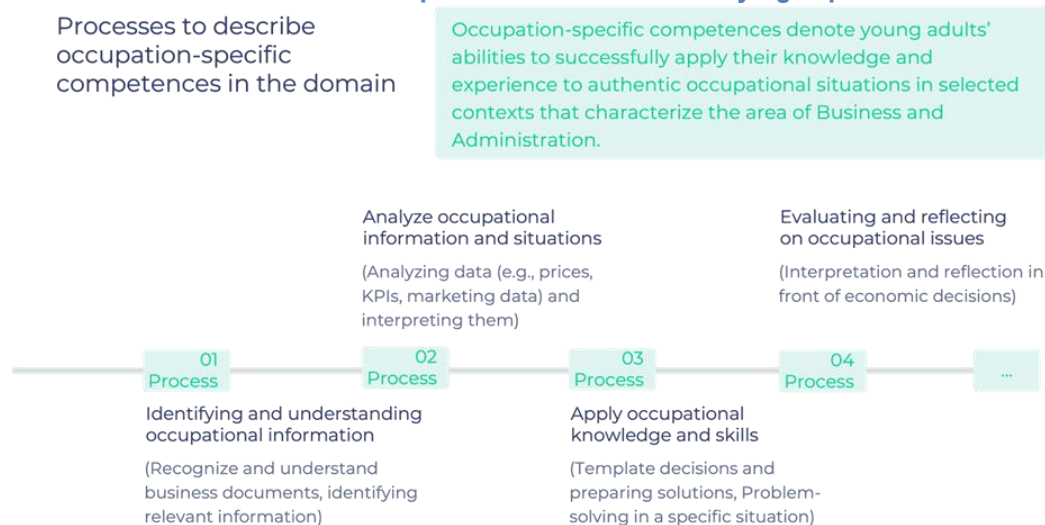 Processes to describe
occupation-specific
competences in the domain
Occupation-specific competences denote young adults'
abilities to successfully apply their knowledge and
experience to authentic occupational situations in selected
contexts that characterize the area of Business and
Administration.
Analyze occupational
information and situations
(Analyzing data (e.g., prices,
KPIs, marketing data) and
interpreting them)
Evaluating and reflecting
on occupational issues
(Interpretation and reflection in
front of economic decisions)
01
Process
02
Process
03
Process
04
Process
...
Identifying and understanding
occupational information
(Recognize and understand
business documents, identifying
relevant information)
Apply occupational
knowledge and skills
(Template decisions and
preparing solutions, Problem-
solving in a specific situation)